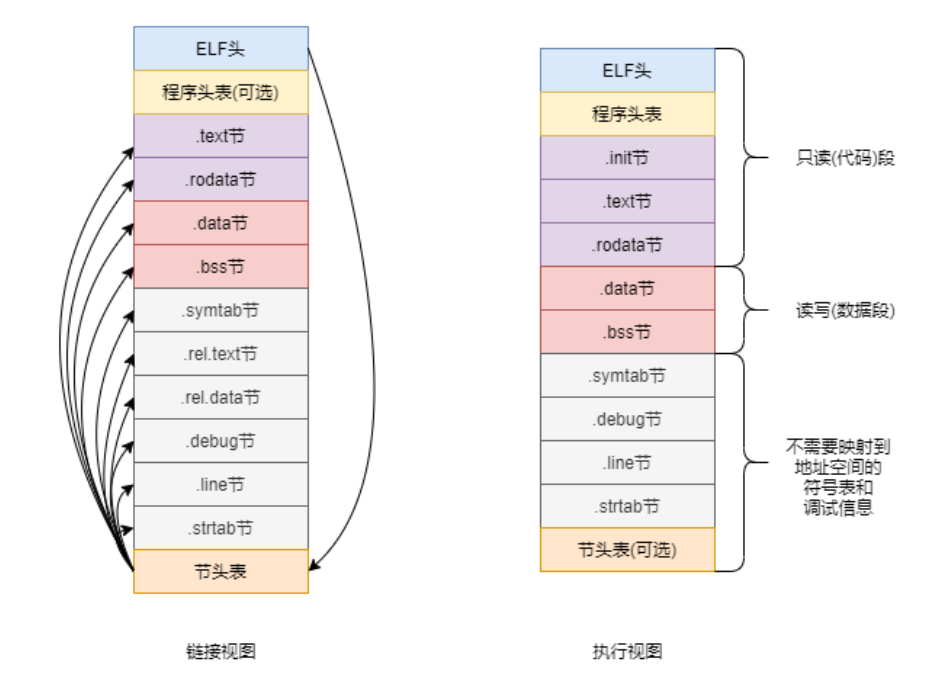 ELF头
程序头表(可选)
.text节
.rodata节
.data节
.bss节
.symtab节
.rel.text节
.rel.data节
.debug节
.line节
.strtab节
节头表
链接视图
ELF头
程序头表
.init节
.text节
.rodata节
.data节
.bss节
.symtab节
.debug节
.line节
.strtab节
节头表(可选)
只读(代码)段
读写(数据段)
不需要映射到
地址空间的
符号表和
调试信息
执行视图